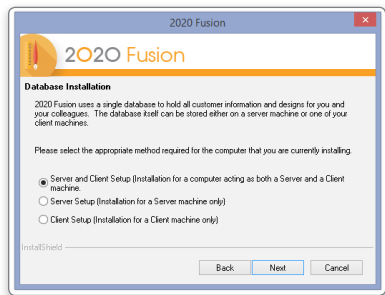 2020 Fusion
2020 Fusion
Database Installation
2020 Fusion uses a single database to hold all customer information and designs for you and
your colleagues. The database itself can be stored either on a server machine or one of your
client machines.
Please select the appropriate method required for the computer that you are currently installing.
Server and Client Setup (Installation for a computer acting as both a Server and a Client
machine.
Server Setup (Installation for a Server machine only)
Client Setup (Installation for a Client machine only)
InstallShield
Back Next Cancel